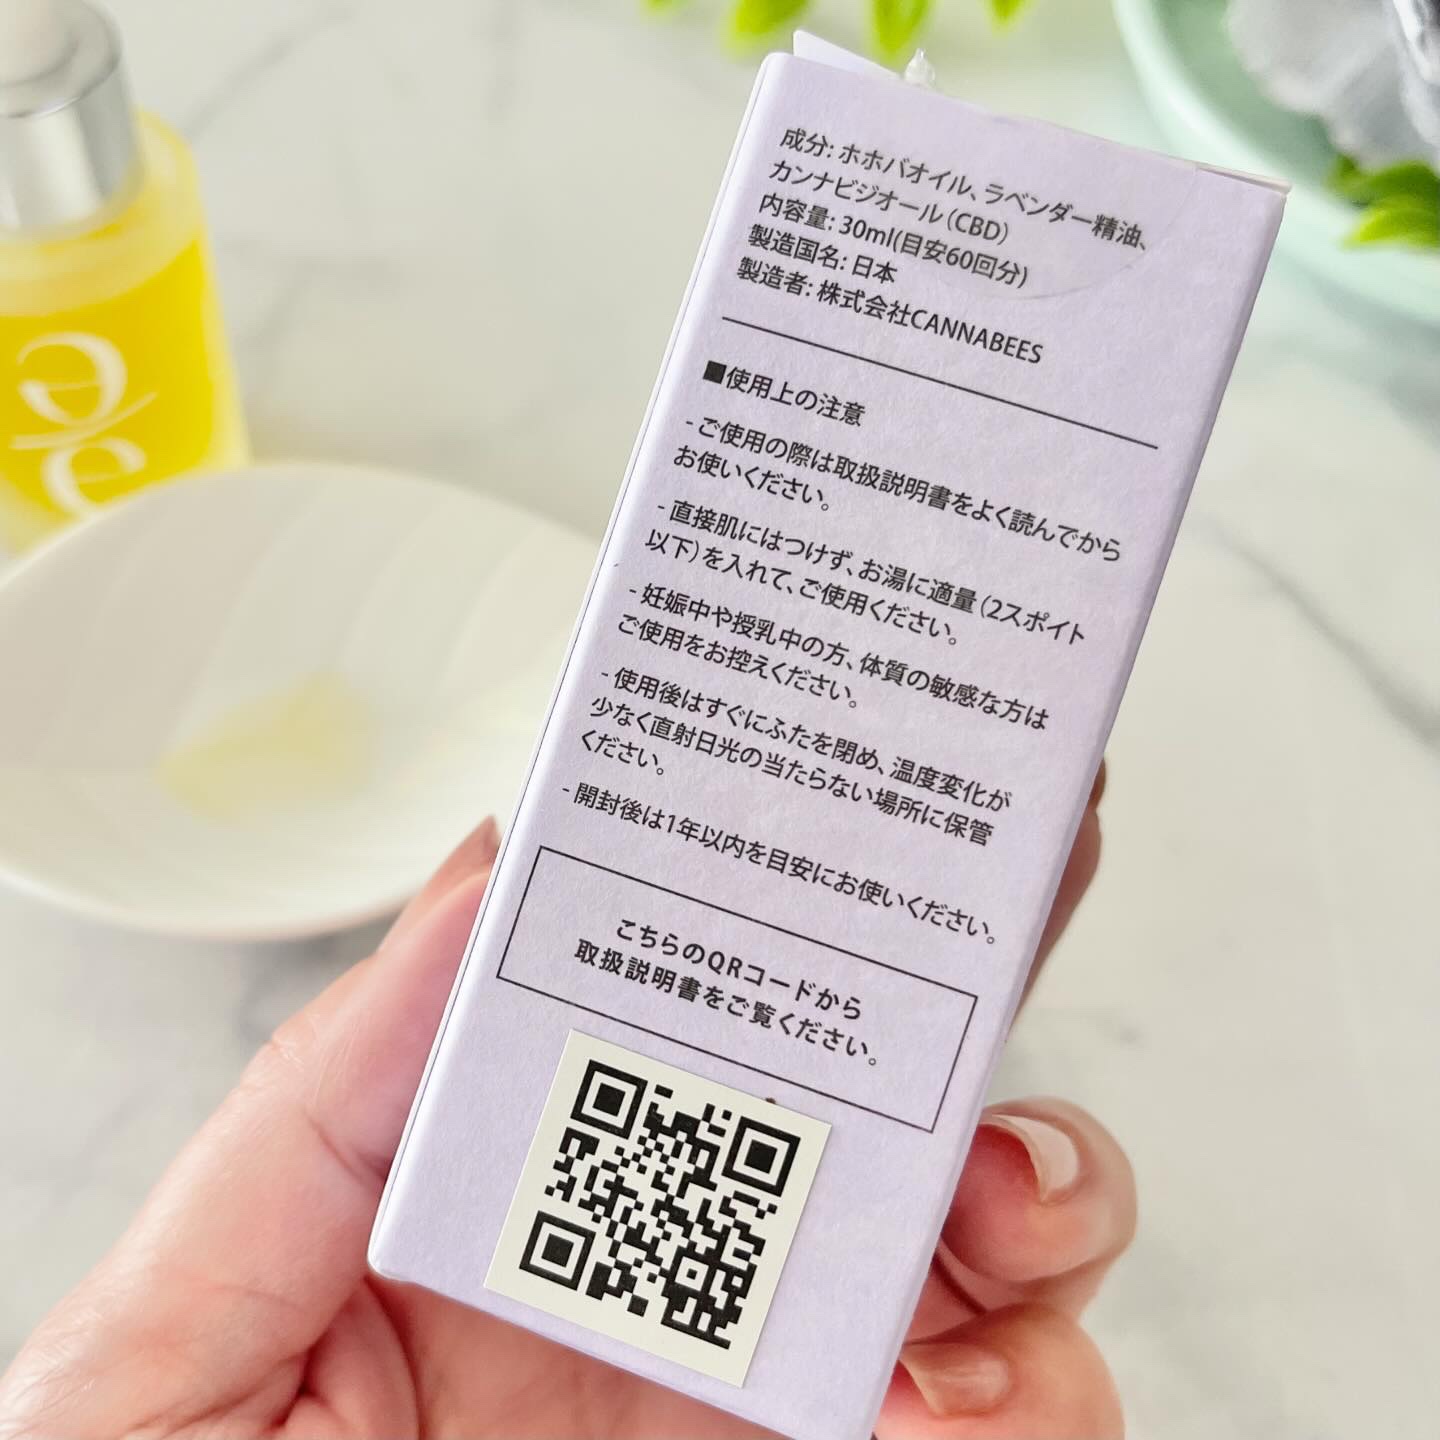 成分: ホホバオイル、ラベンダー精油、
カンナビジオール（CBD）
内容量: 30ml(目安60回分)
製造国名: 日本
製造者: 株式会社CANNABEES
■使用上の注意
- ご使用の際は取扱説明書をよく読んでから
お使いください。
- 直接肌にはつけず、お湯に適量（2スポイト
以下）を入れて、ご使用ください。
- 妊娠中や授乳中の方、体質の敏感な方は
ご使用をお控えください。
- 使用後はすぐにふたを閉め、温度変化が
少なく直射日光の当たらない場所に保管
ください。
- 開封後は1年以内を目安にお使いください。
こちらのQRコードから
取扱説明書をご覧ください。